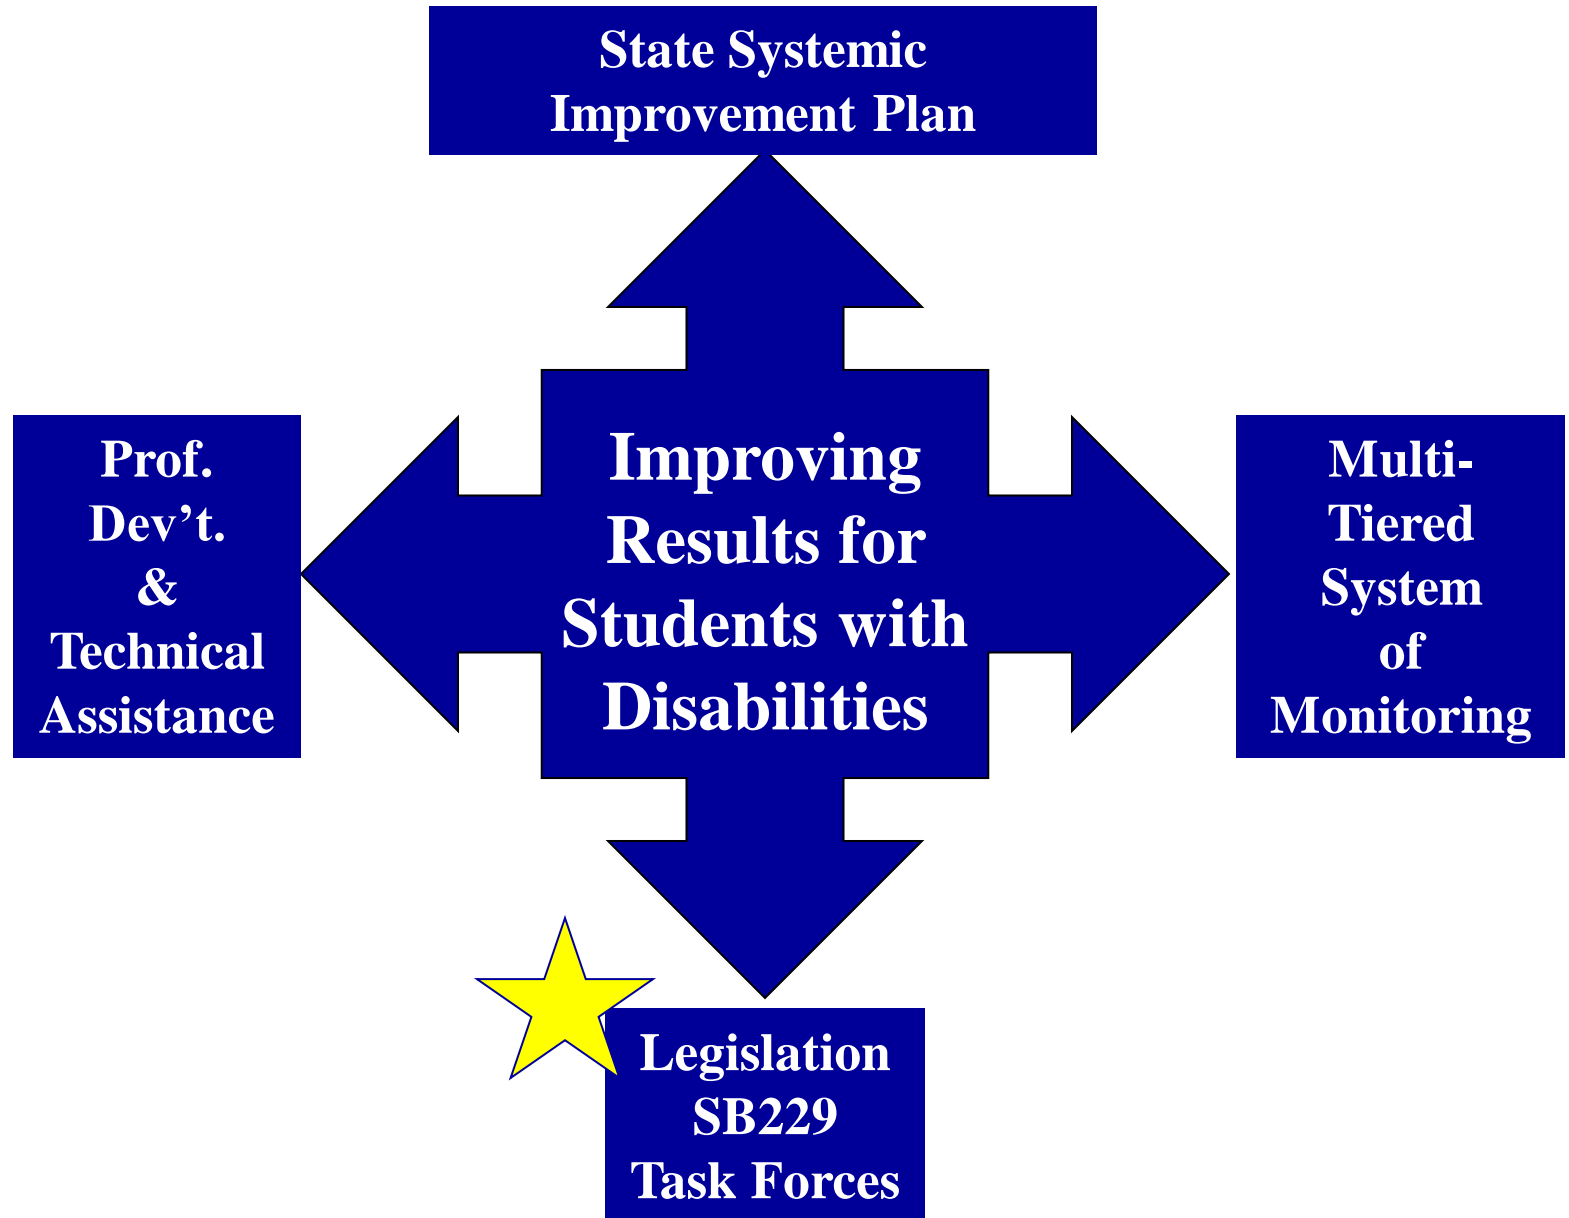 State Systemic
Improvement Plan
Prof.
Dev’t.
&
Technical
Assistance
Improving
Results for
Students with
Disabilities
Multi-
Tiered
System
of
Monitoring
Legislation
SB229
Task Forces